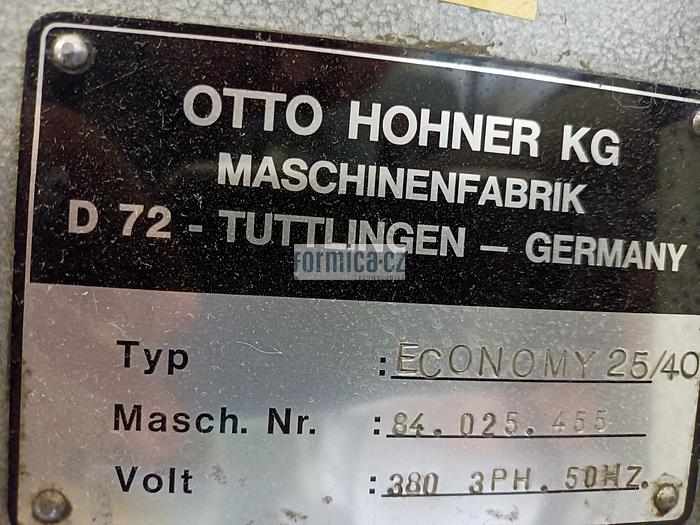 OTTO HOHNER KG
MASCHINENFABRIK
D 72 - TUTTLINGEN — GERMANY
formica.cz
TECHNOLOGIES
Typ : ECONOMY 25/40
Masch. Nr. : 84.025.455
Volt : 380 3PH. 50HZ.